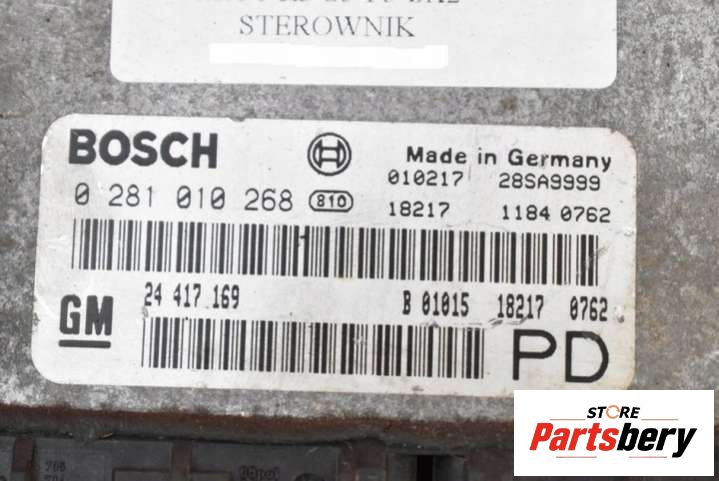 STEROWNIK
BOSCH
Made in Germany
010217 28SA9999
0 281 010 268 810
18217 1184 0762
24 417 169 B 01015 18217 0762
GM PD
STORE
Partsbery